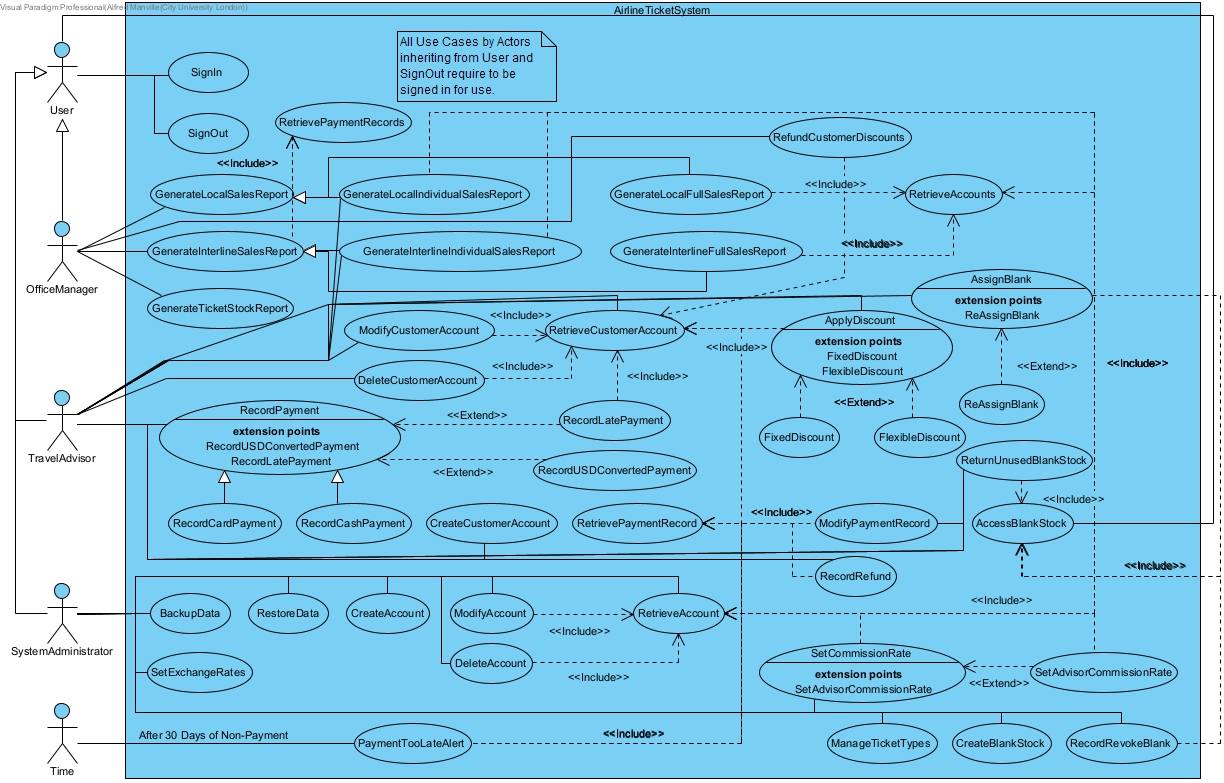 Visual Paradigm Professional(Alfred Manville(City University London))
AirlineTicketSystem
All Use Cases by Actors
inheriting from User and
SignOut require to be
signed in for use.
SignIn
User
RetrievePaymentRecords
SignOut
RefundCustomerDiscounts
<<Include>>
<<Include>>
GenerateLocalSalesReport
GenerateLocalIndividualSalesReport
GenerateLocalFullSalesReport
RetrieveAccounts
<<Include>>
GenerateInterlineSalesReport
GenerateInterlineIndividualSalesReport
GenerateInterlineFullSalesReport
OfficeManager
AssignBlank
extension points
ReAssignBlank
GenerateTicketStockReport
<<Include>>
ModifyCustomerAccount
RetrieveCustomerAccount
ApplyDiscount
extension points
FixedDiscount
FlexibleDiscount
<<Include>>
<<Include>>
<<Include>>
<<Extend>>
DeleteCustomerAccount
<<Include>>
<<Extend>>
ReAssignBlank
RecordPayment
extension points
RecordUSDConvertedPayment
RecordLatePayment
<<Extend>>
RecordLatePayment
FixedDiscount
FlexibleDiscount
TravelAdvisor
ReturnUnusedBlankStock
<<Extend>>
RecordUSDConvertedPayment
<<Include>>
<<Include>>
RecordCardPayment
RecordCashPayment
CreateCustomerAccount
RetrievePaymentRecord
ModifyPaymentRecord
AccessBlankStock
<<Include>>
RecordRefund
<<Include>>
BackupData
RestoreData
CreateAccount
ModifyAccount
RetrieveAccount
<<Include>>
SystemAdministrator
SetCommissionRate
extension points
SetAdvisorCommissionRate
DeleteAccount
<<Include>>
SetExchangeRates
<<Extend>>
SetAdvisorCommissionRate
After 30 Days of Non-Payment
<<Include>>
PaymentTooLateAlert
ManageTicketTypes
CreateBlankStock
RecordRevokeBlank
Time